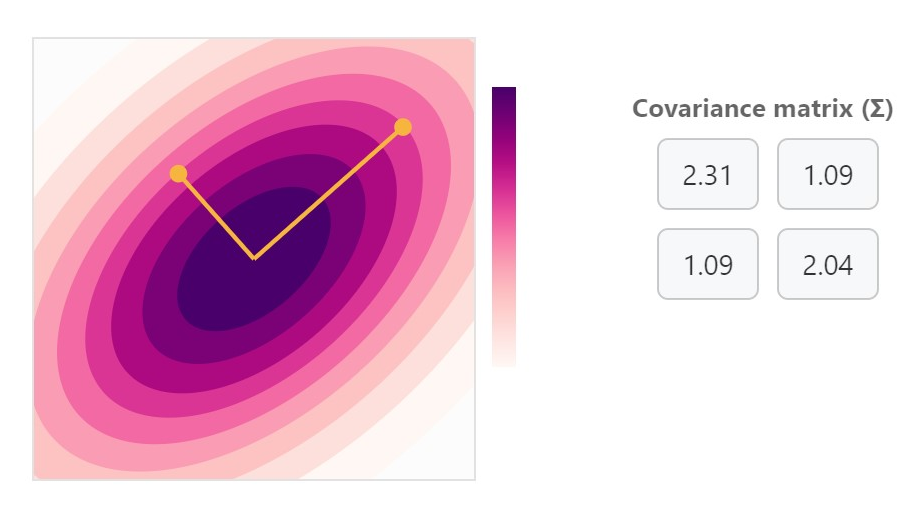 Covariance matrix (Σ)
2.31 1.09
1.09 2.04